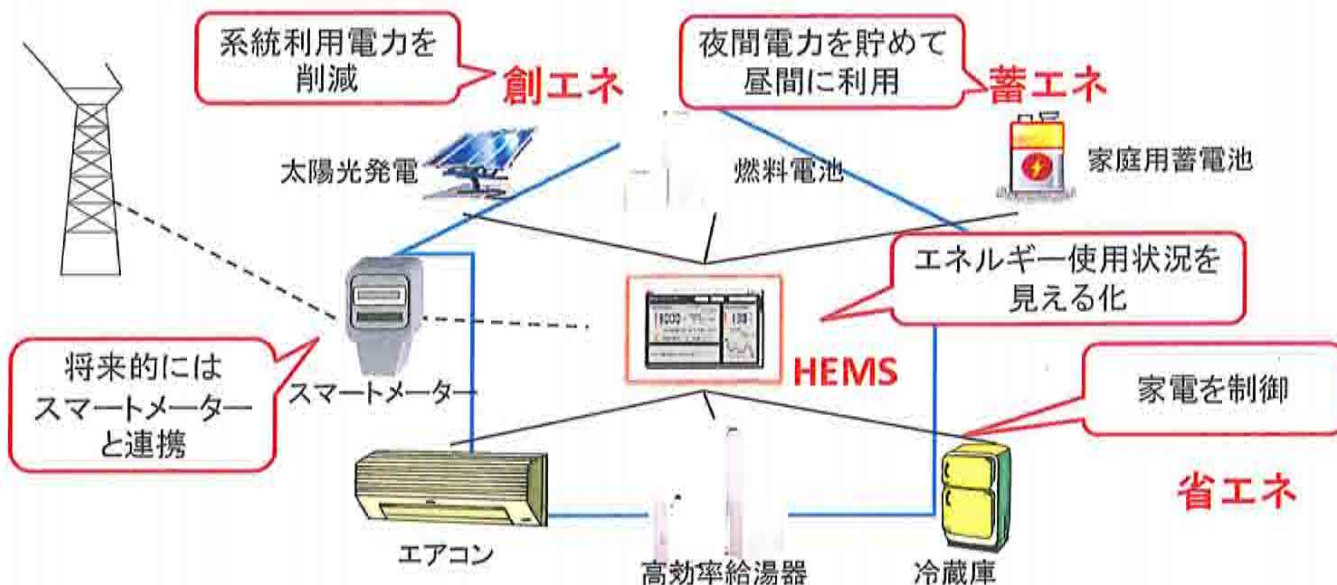 系統利用電力を
削減
創エネ
夜間電力を貯めて
昼間に利用
蓄エネ
太陽光発電
燃料電池
家庭用蓄電池
エネルギー使用状況を
見える化
HEMS
将来的には
スマートメーター
と連携
スマートメーター
家電を制御
省エネ
エアコン
高効率給湯器
冷蔵庫